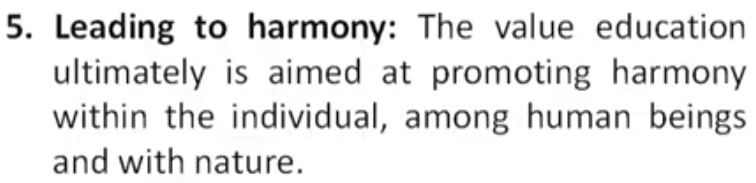 5. Leading to harmony: The value education
ultimately is aimed at promoting harmony
within the individual, among human beings
and with nature.